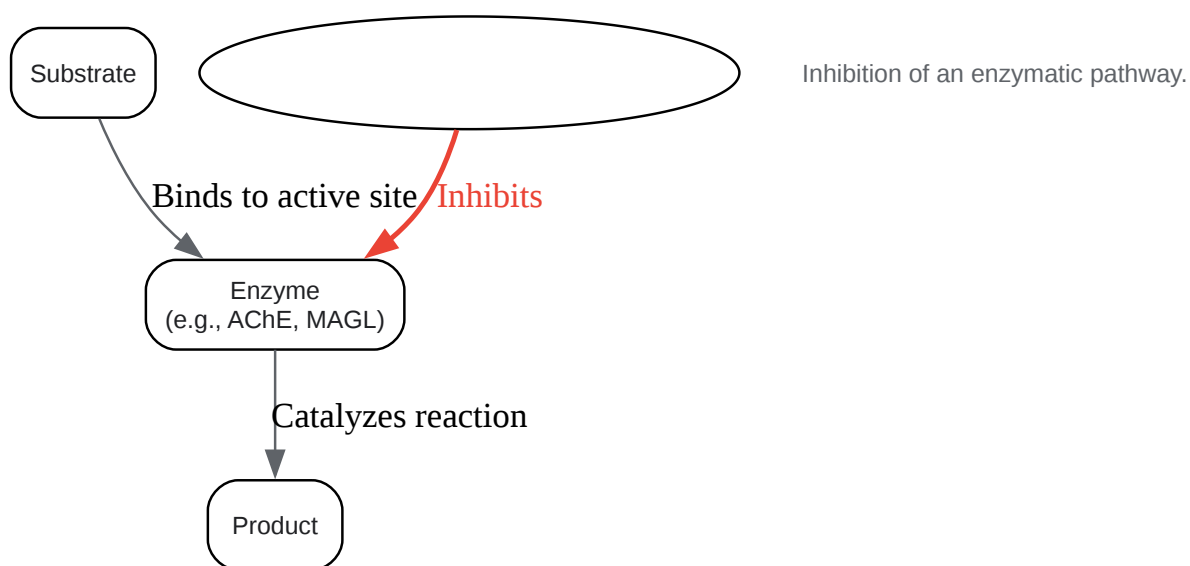 Substrate
Inhibition of an enzymatic pathway.
Binds to active site
Inhibits
Enzyme
(e.g., AChE, MAGL)
Catalyzes reaction
Product